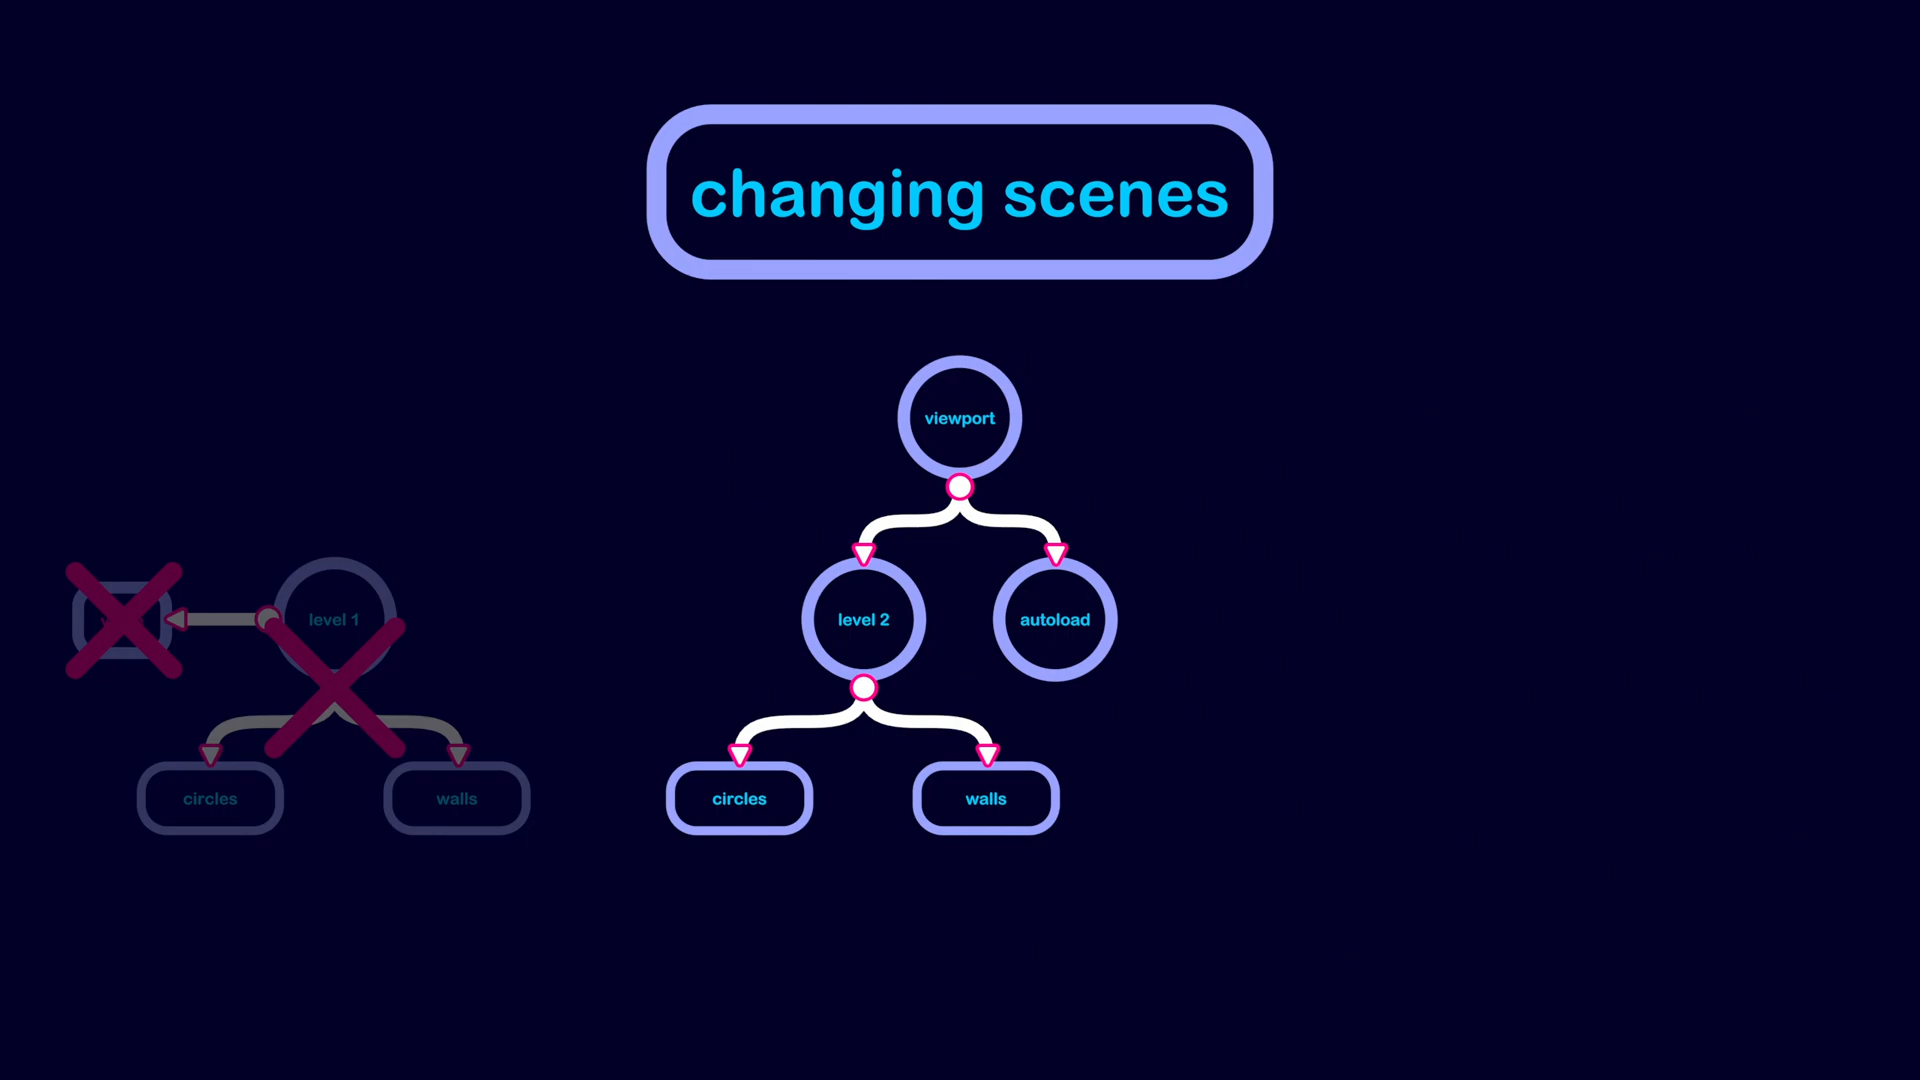 changing scenes
viewport
level 1
level 2
autoload
circles
walls
circles
walls